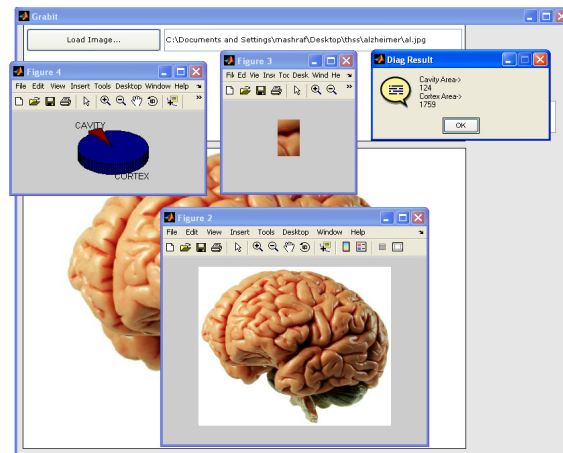 Grabit
Load Image...
C:\Documents and Settings\mashraf\Desktop\thss\alzheimer\al.jpg
Figure 4
File Edit View Insert Tools Desktop Window Help
CAVITY
CORTEX
Figure 3
Ed Vie Inse Toc Desk Wind He
Diag Result
Cavity Area->
124
Cortex Area->
1759
OK
Figure 2
File Edit View Insert Tools Desktop Window Help